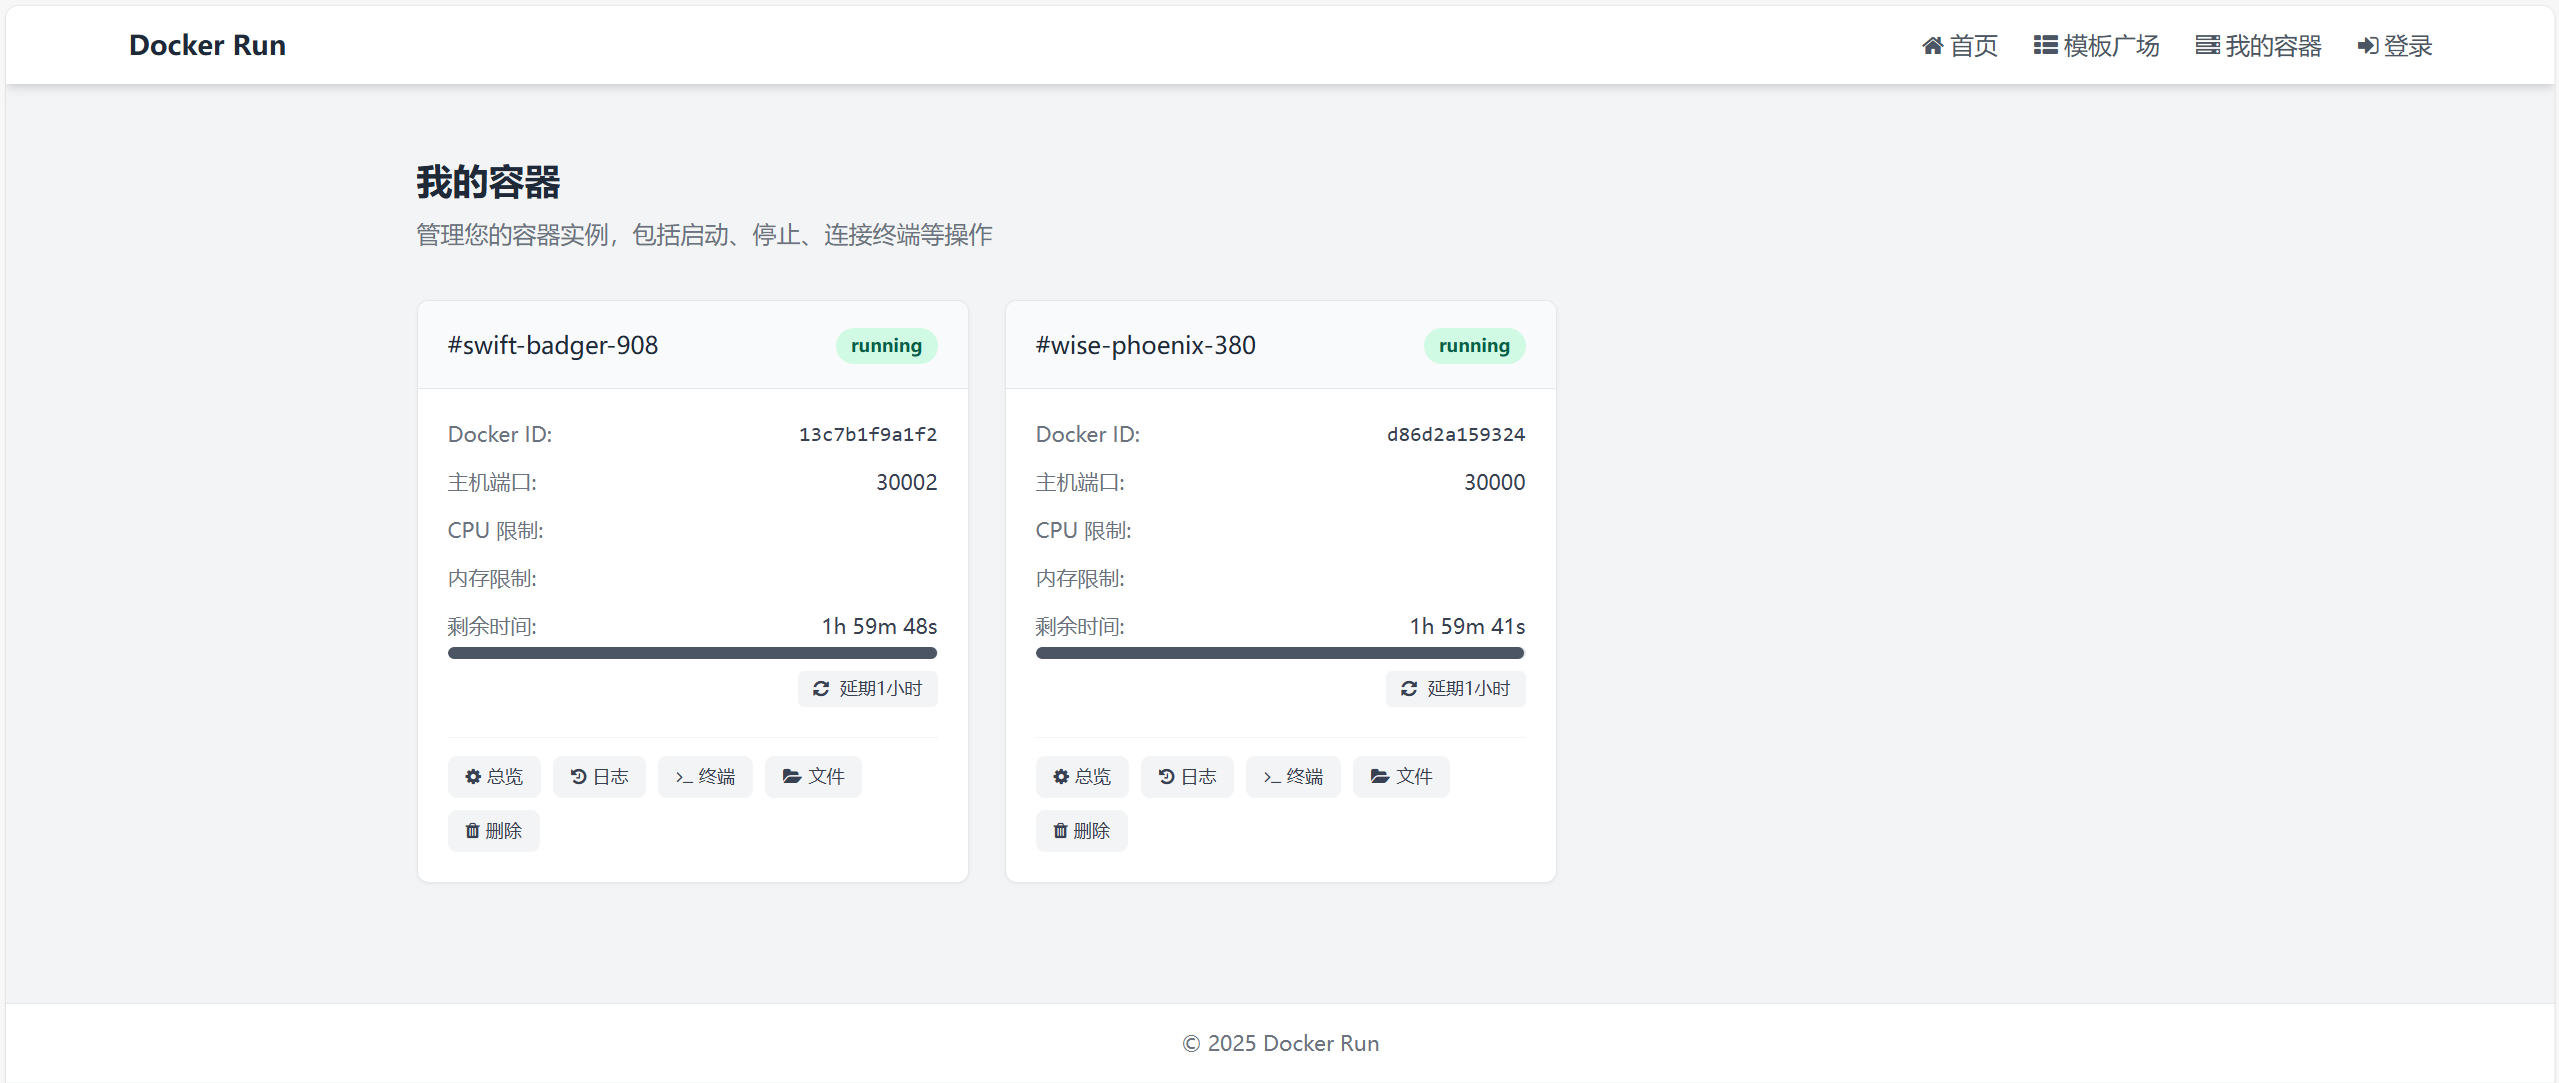 Docker Run
首页 模板广场 我的容器 登录
我的容器
管理您的容器实例，包括启动、停止、连接终端等操作
#swift-badger-908 running
Docker ID: 13c7b1f9a1f2
主机端口: 30002
CPU 限制:
内存限制:
剩余时间: 1h 59m 48s
延期1小时
总览 日志 >_ 终端 文件
删除
#wise-phoenix-380 running
Docker ID: d86d2a159324
主机端口: 30000
CPU 限制:
内存限制:
剩余时间: 1h 59m 41s
延期1小时
总览 日志 >_ 终端 文件
删除
© 2025 Docker Run